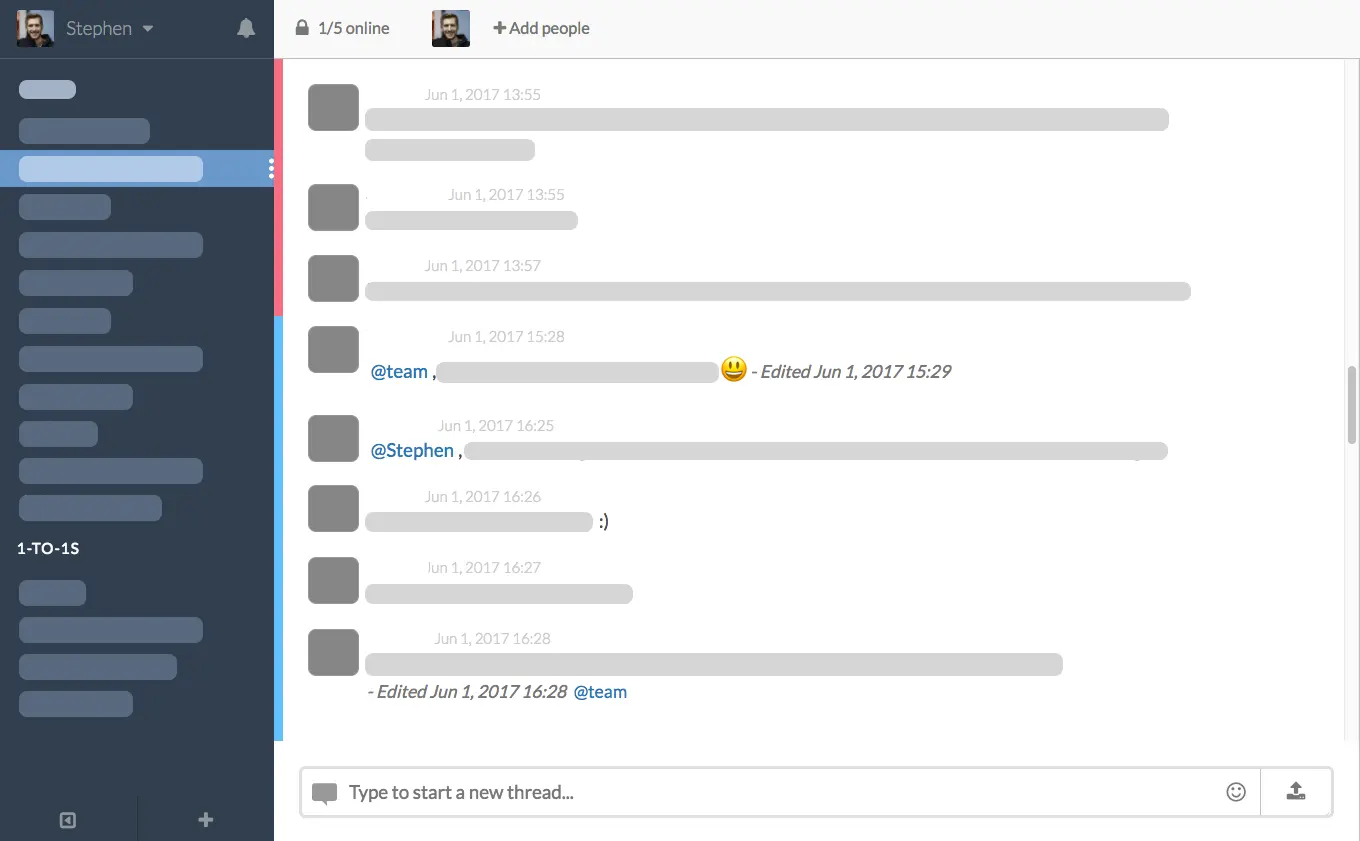 Stephen
1/5 online
+ Add people
Jun 1, 2017 13:55
Jun 1, 2017 13:55
Jun 1, 2017 13:57
Jun 1, 2017 15:28
@team , - Edited Jun 1, 2017 15:29
Jun 1, 2017 16:25
@Stephen ,
Jun 1, 2017 16:26
:)
Jun 1, 2017 16:27
Jun 1, 2017 16:28
- Edited Jun 1, 2017 16:28 @team
1-TO-1S
Type to start a new thread...